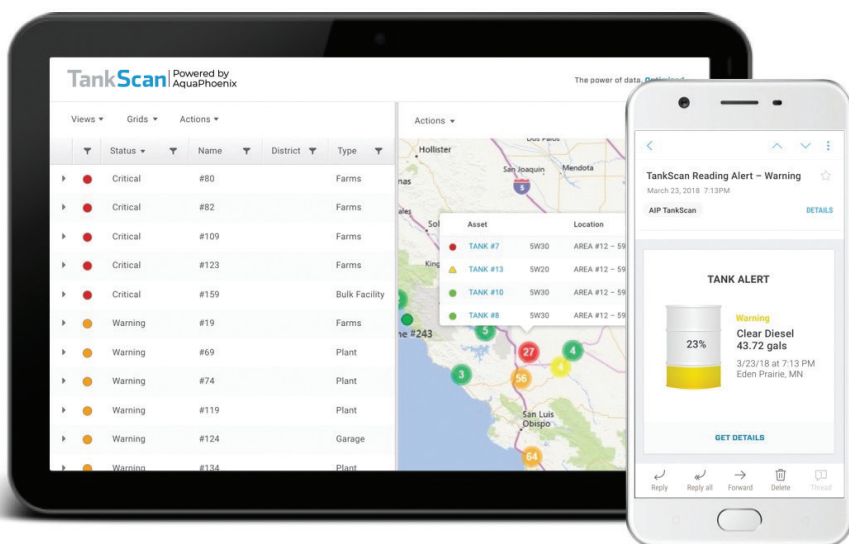 TankScan Powered by
AquaPhoenix
The power of data,
Views Grids Actions
Status Name District Type
Critical #80 Farms
Critical #82 Farms
Critical #109 Farms
Critical #123 Farms
Critical #159 Bulk Facility
Warning #19 Farms
Warning #69 Plant
Warning #74 Plant
Warning #119 Plant
Warning #124 Garage
Warning #134 Plant
Actions
Hollister
San Joaquin
Mendota
5
Asset Location
TANK #7 5W30 AREA #12 – 59
TANK #13 5W20 AREA #12 – 59
TANK #10 5W30 AREA #12 – 59
TANK #8 5W30 AREA #12 – 59
#243
5
27
4
4
3
56
San Luis
Obispo
64
TankScan Reading Alert – Warning
March 23, 2018 7:13PM
AIP TankScan DETAILS
TANK ALERT
23%
Warning
Clear Diesel
43.72 gals
3/23/18 at 7:13 PM
Eden Prairie, MN
GET DETAILS
Reply Reply all Forward Delete Thread